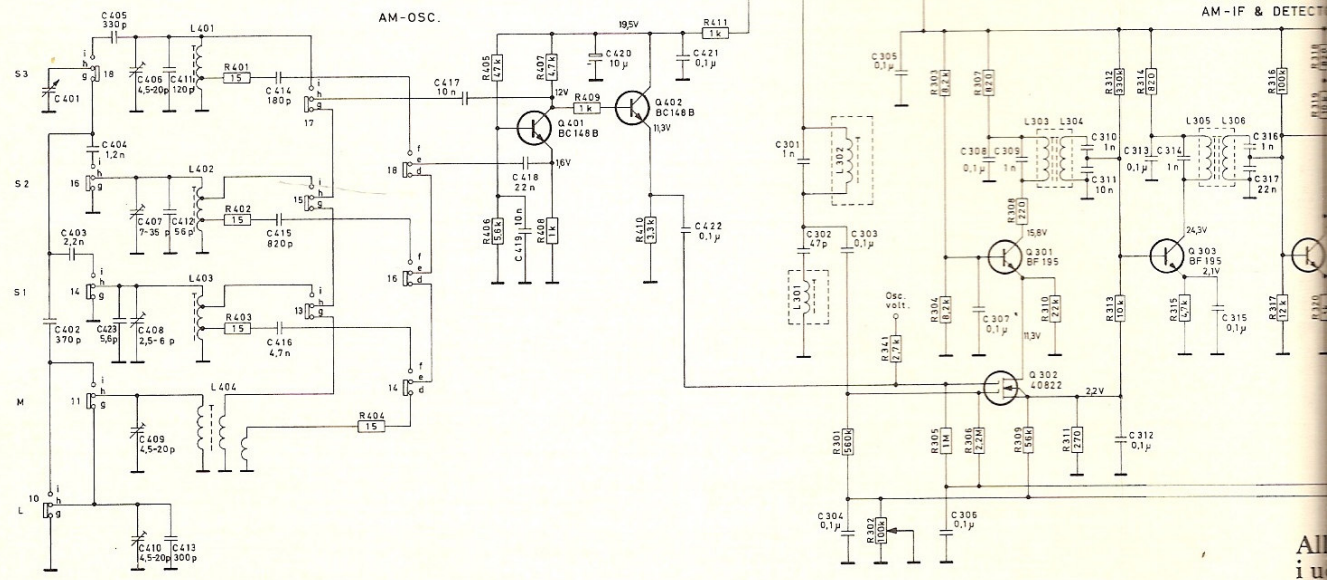 AM-OSC.
AM-IF & DETECT
C405
330p
L401
S3
i
h
g
18
C401
C406
4,5-20p
C411
120p
T
R401
15
C414
180p
i
h
g
17
C417
10n
R405
47k
R407
4,7k
19,5V
C420
10µ
C421
0,1µ
R411
1k
12V
R409
1k
Q402
BC148B
Q401
BC148B
11,3V
1,6V
C404
1,2n
S2
i
h
g
16
L402
T
C407
7-35 p
C412
56p
R402
15
C415
820p
i
h
g
15
f
e
d
18
C418
22n
R406
5,6k
C419
10n
R408
1k
R410
3,3k
C422
0,1µ
C403
2,2n
S1
i
h
g
14
L403
T
C402
370p
C423
5,6p
C408
2,5-6 p
R403
15
C416
4,7n
i
h
g
13
f
e
d
16
M
i
h
g
11
L404
T
C409
4,5-20p
R404
15
f
e
d
14
L
10
i
h
g
C410
4,5-20p
C413
300p
C301
1n
L302
T
C302
47p
C303
0,1µ
L301
T
Osc.
volt.
R341
2,7k
C305
0,1µ
R303
8,2k
R307
820
C308
0,1µ
C309
1n
L303
L304
C310
1n
C311
10n
R312
330k
R314
820
C313
0,1µ
C314
1n
L305
L306
C316
1n
C317
22n
R316
100k
R318
R319
R308
220
15,8V
Q301
BF195
R304
8,2k
C307
0,1µ
R310
22k
11,3V
24,3V
Q303
BF195
2,1V
R313
10k
R315
4,7k
C315
0,1µ
R317
12k
R320
Q302
40822
2,2V
R301
560k
R305
1M
R306
2,2M
R309
56k
R311
270
C312
0,1µ
C304
0,1µ
R302
100k
C306
0,1µ
All
i u